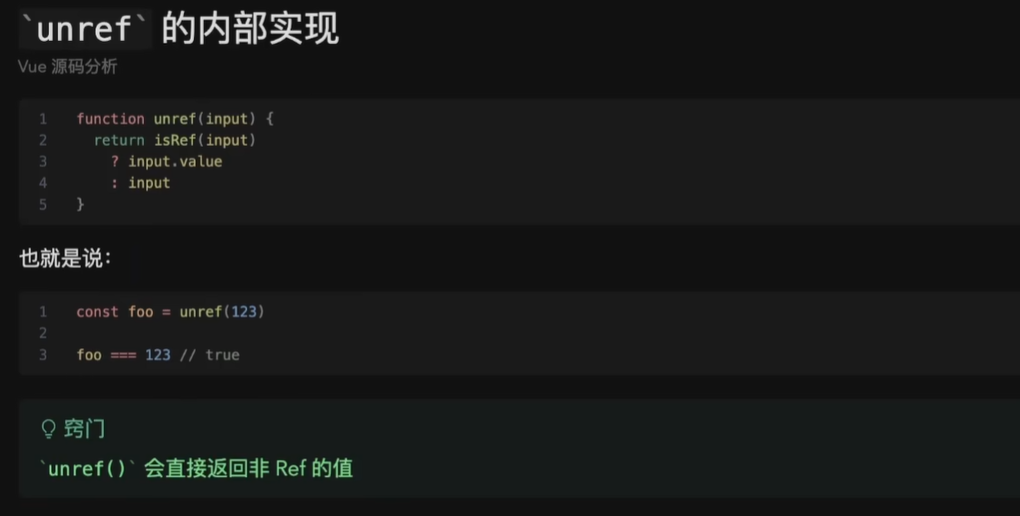 `unref` 的内部实现
Vue 源码分析
1 function unref(input) {
2   return isRef(input)
3     ? input.value
4     : input
5 }
也就是说：
1 const foo = unref(123)
2
3 foo === 123 // true
窍门
`unref()` 会直接返回非 Ref 的值